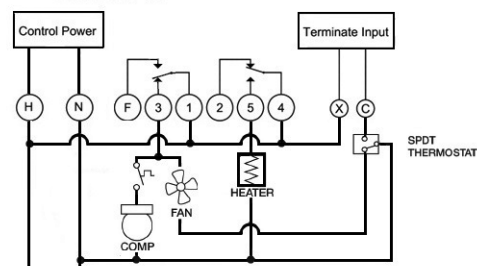 Control Power
Terminate Input
H N F 3 1 2 5 4 X C
SPDT
THERMOSTAT
HEATER
FAN
COMP